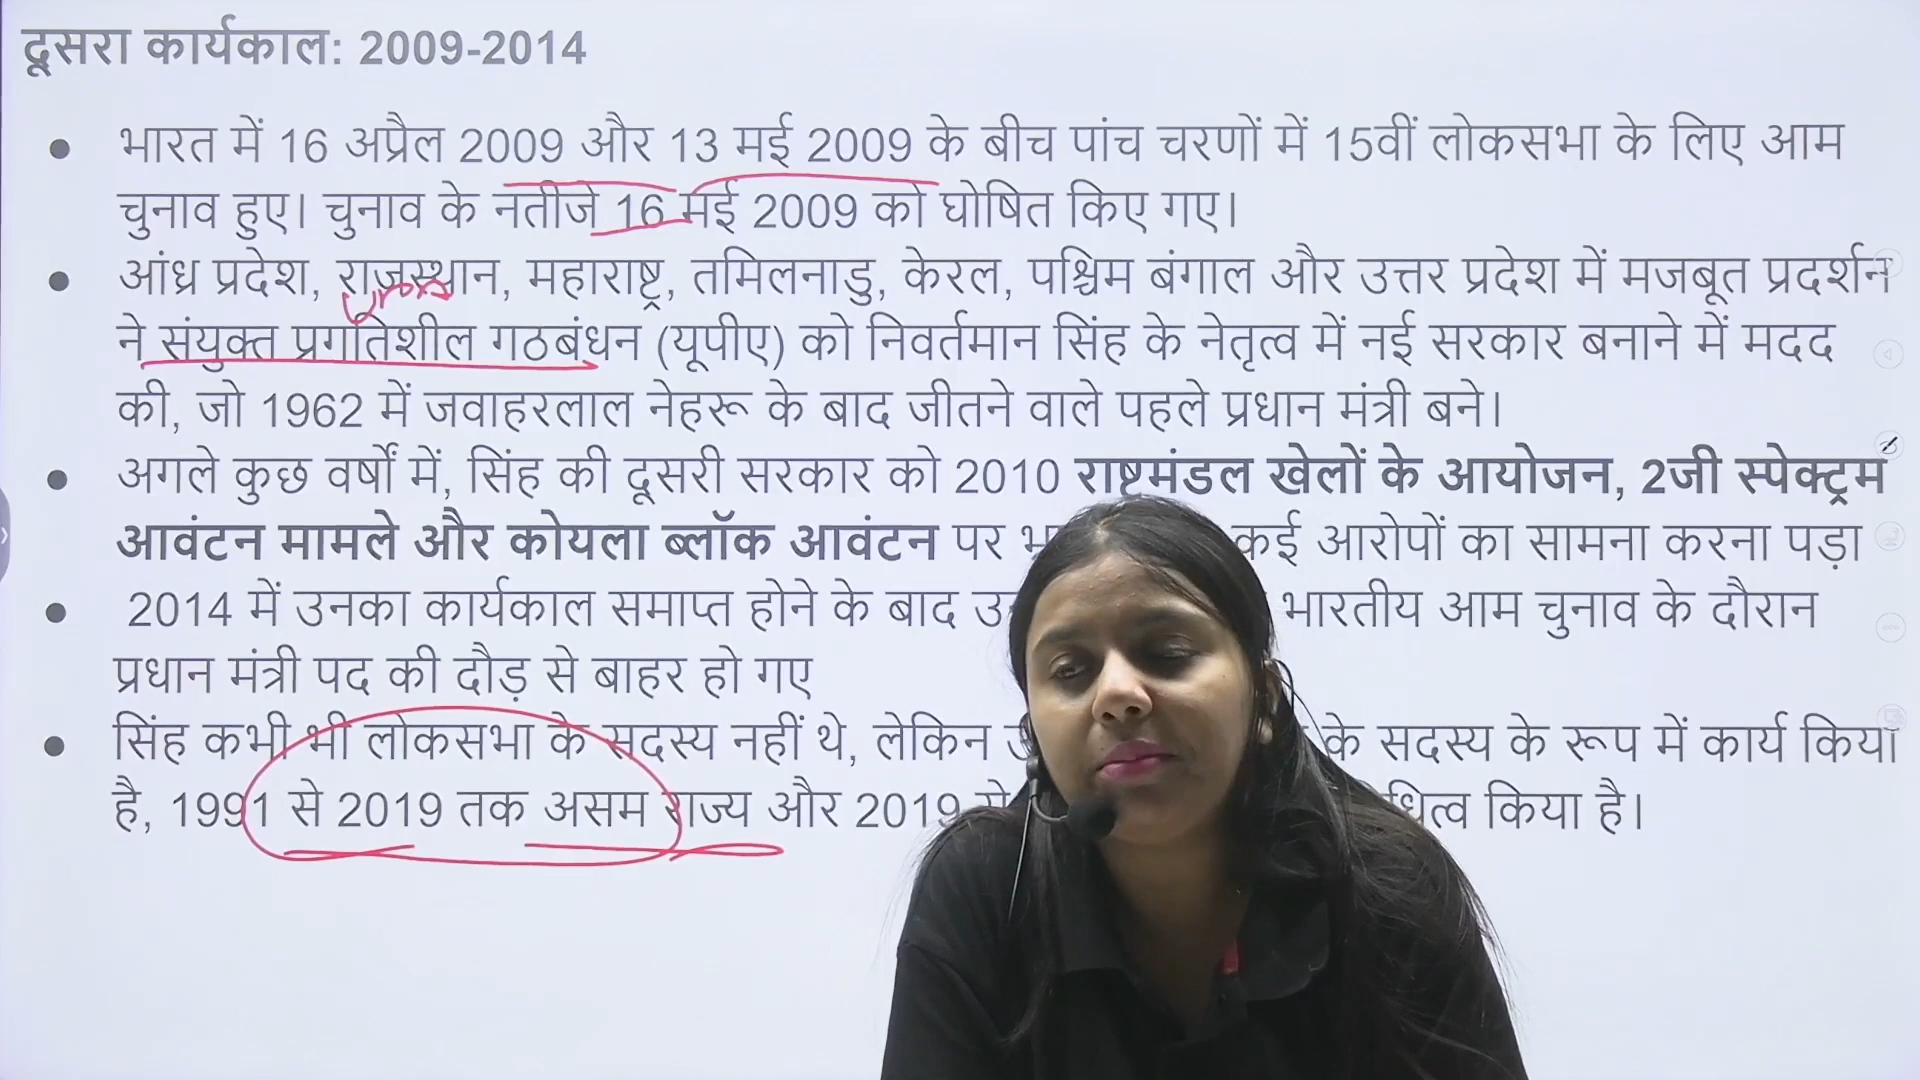 दूसरा कार्यकाल: 2009-2014
• भारत में 16 अप्रैल 2009 और 13 मई 2009 के बीच पांच चरणों में 15वीं लोकसभा के लिए आम
चुनाव हुए। चुनाव के नतीजे 16 मई 2009 को घोषित किए गए।
• आंध्र प्रदेश, राजस्थान, महाराष्ट्र, तमिलनाडु, केरल, पश्चिम बंगाल और उत्तर प्रदेश में मजबूत प्रदर्शन
ने संयुक्त प्रगतिशील गठबंधन (यूपीए) को निवर्तमान सिंह के नेतृत्व में नई सरकार बनाने में मदद
की, जो 1962 में जवाहरलाल नेहरू के बाद जीतने वाले पहले प्रधान मंत्री बने।
• अगले कुछ वर्षों में, सिंह की दूसरी सरकार को 2010 राष्ट्रमंडल खेलों के आयोजन, 2जी स्पेक्ट्रम
आवंटन मामले और कोयला ब्लॉक आवंटन पर कई आरोपों का सामना करना पड़ा
• 2014 में उनका कार्यकाल समाप्त होने के बाद भारतीय आम चुनाव के दौरान
प्रधान मंत्री पद की दौड़ से बाहर हो गए
• सिंह कभी भी लोकसभा के सदस्य नहीं थे, लेकिन के सदस्य के रूप में कार्य किया
है, 1991 से 2019 तक असम राज्य और 2019 किया है।